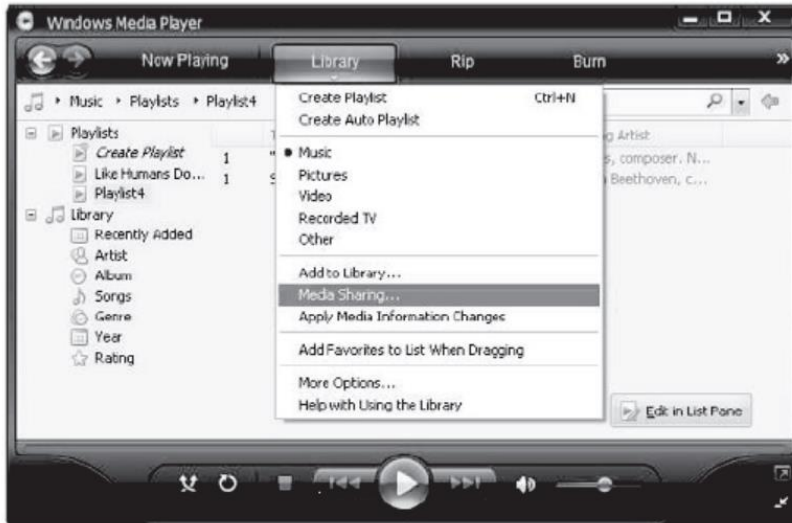 Windows Media Player
Now Playing Library Rip Burn »
Music ▸ Playlists ▸ Playlist4
Playlists
Create Playlist
Like Humans Do...
Playlist4
Library
Recently Added
Artist
Album
Songs
Genre
Year
Rating
1
1
Create Playlist Ctrl+N
Create Auto Playlist
Music
Pictures
Video
Recorded TV
Other
Add to Library...
Media Sharing...
Apply Media Information Changes
Add Favorites to List When Dragging
More Options...
Help with Using the Library
Artist
composer. N...
Beethoven, c...
Edit in List Pane